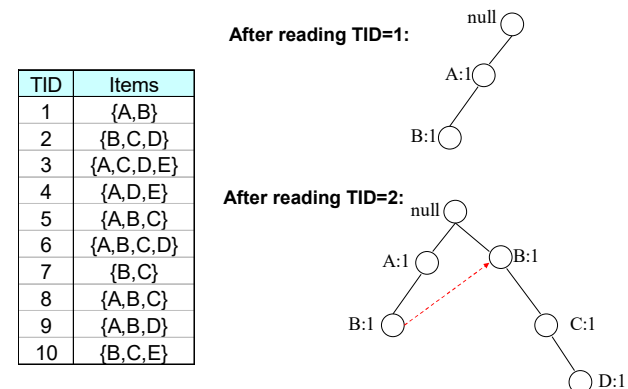 After reading TID=1:
null
A:1
B:1
TID Items
1 {A,B}
2 {B,C,D}
3 {A,C,D,E}
4 {A,D,E}
5 {A,B,C}
6 {A,B,C,D}
7 {B,C}
8 {A,B,C}
9 {A,B,D}
10 {B,C,E}
After reading TID=2:
null
A:1
B:1
B:1
C:1
D:1